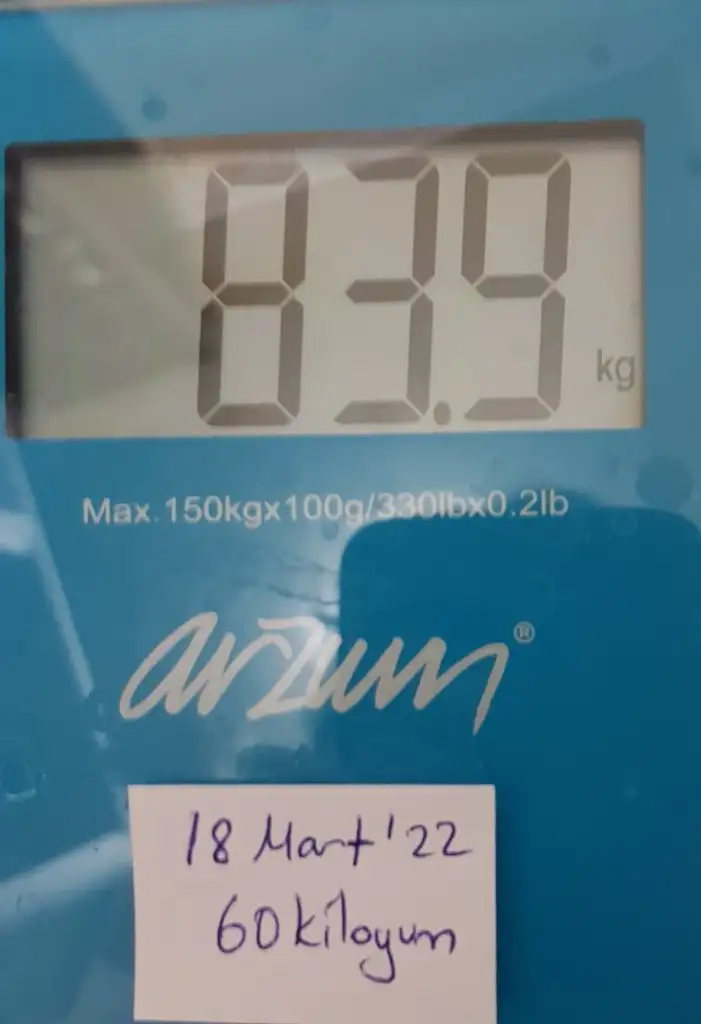 83.9
kg
Max.150kgx100g/330lbx0.2lb
arzum®
18 Mart '22
60 kiloyum